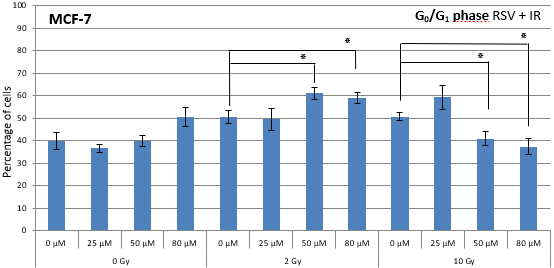 MCF-7
G0/G1 phase RSV + IR
Percentage of cells
100
90
80
70
60
50
40
30
20
10
0
* * * *
0 µM 25 µM 50 µM 80 µM 0 µM 25 µM 50 µM 80 µM 0 µM 25 µM 50 µM 80 µM
0 Gy 2 Gy 10 Gy